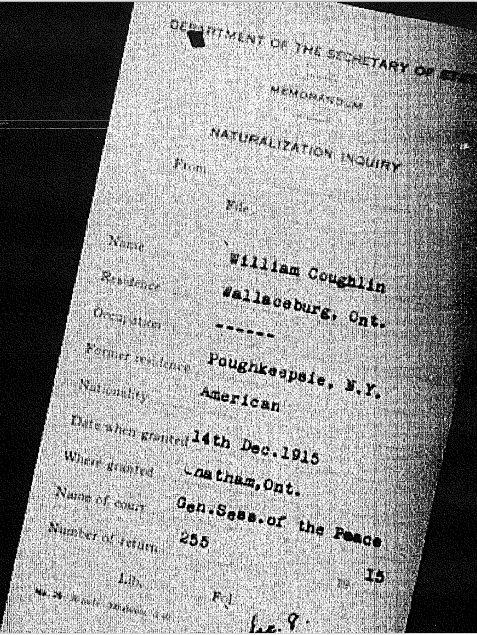 DEPARTMENT OF THE SECRETARY OF STATE
MEMORANDUM
NATURALIZATION INQUIRY
From
File
Name William Coughlin
Residence Wallaceburg, Ont.
Occupation ------
Former residence Poughkeepsie, N.Y.
Nationality American
Date when granted 14th Dec.1915
Where granted Chatham,Ont.
Name of court Gen.Sess.of the Peace
Number of return 255
19 15
Lib. Fol.